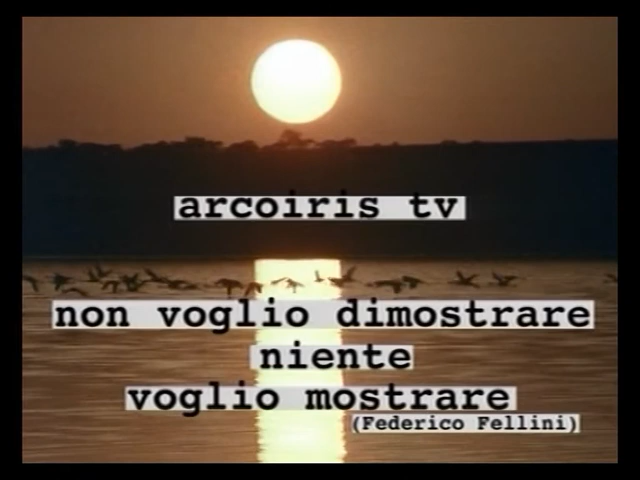 arcoiris tv
non voglio dimostrare
niente
voglio mostrare
(Federico Fellini)